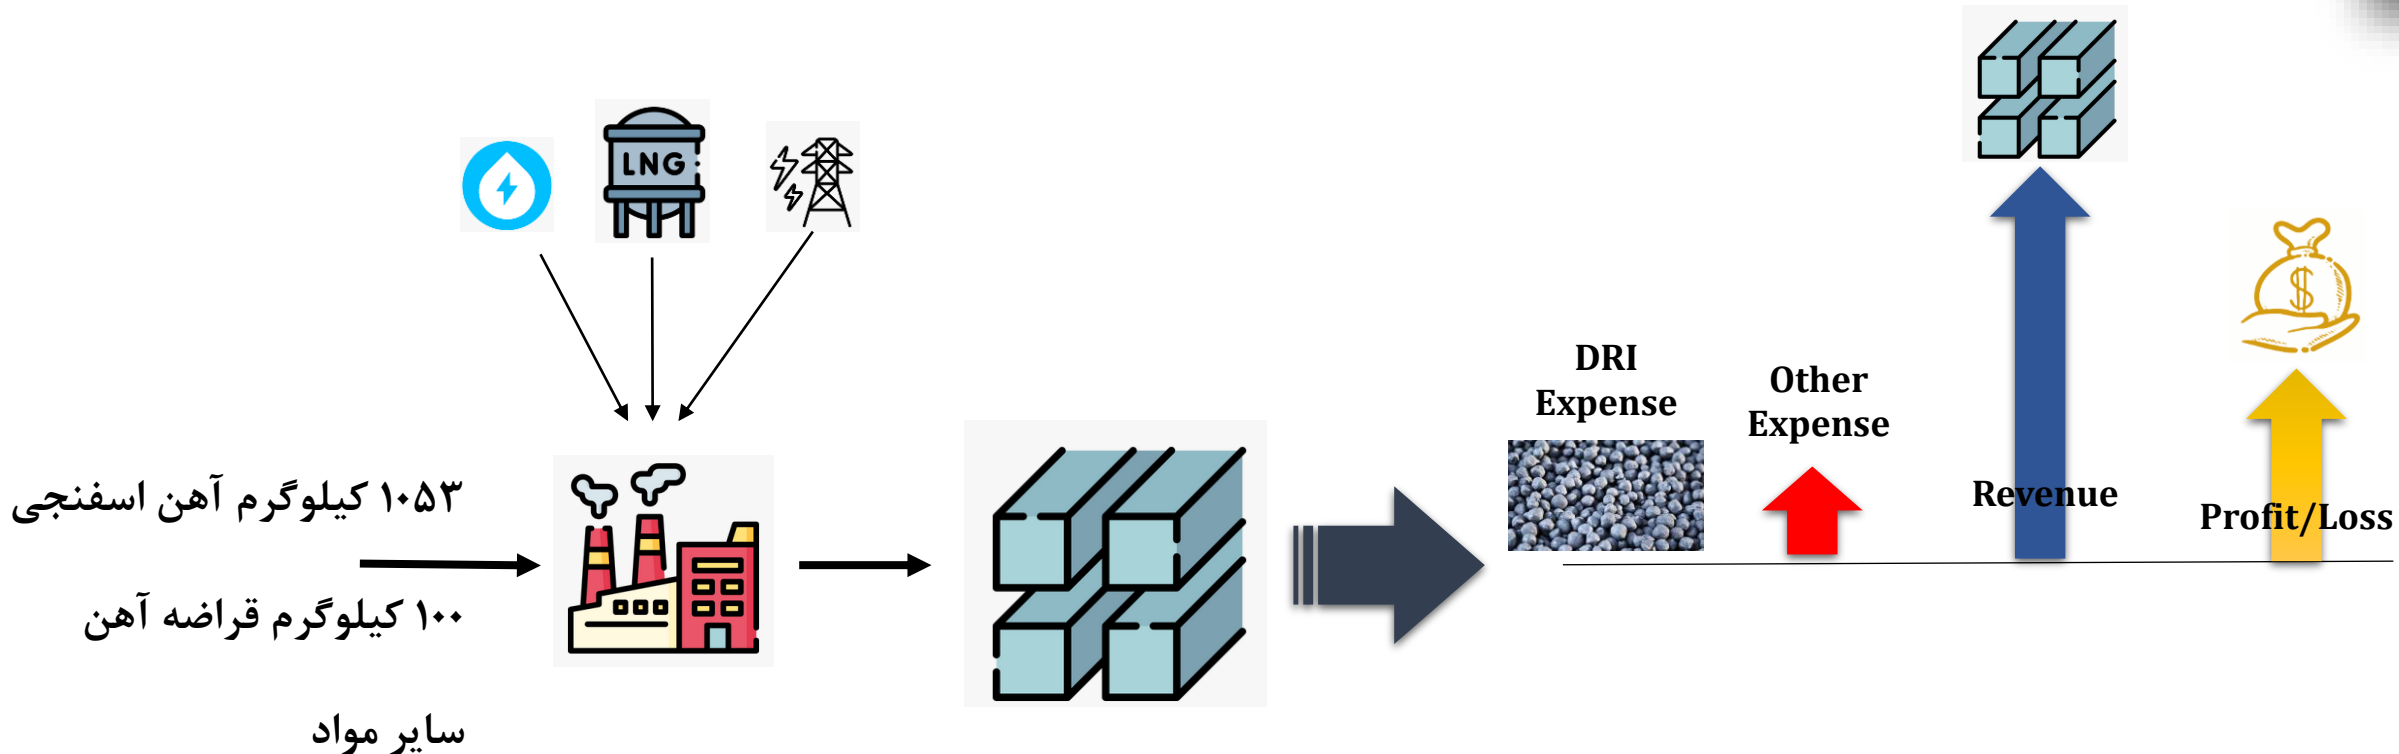 LNG
۱۰۵۳ کیلوگرم آهن اسفنجی
۱۰۰ کیلوگرم قراضه آهن
سایر مواد
DRI
Expense
Other
Expense
Revenue
Profit/Loss